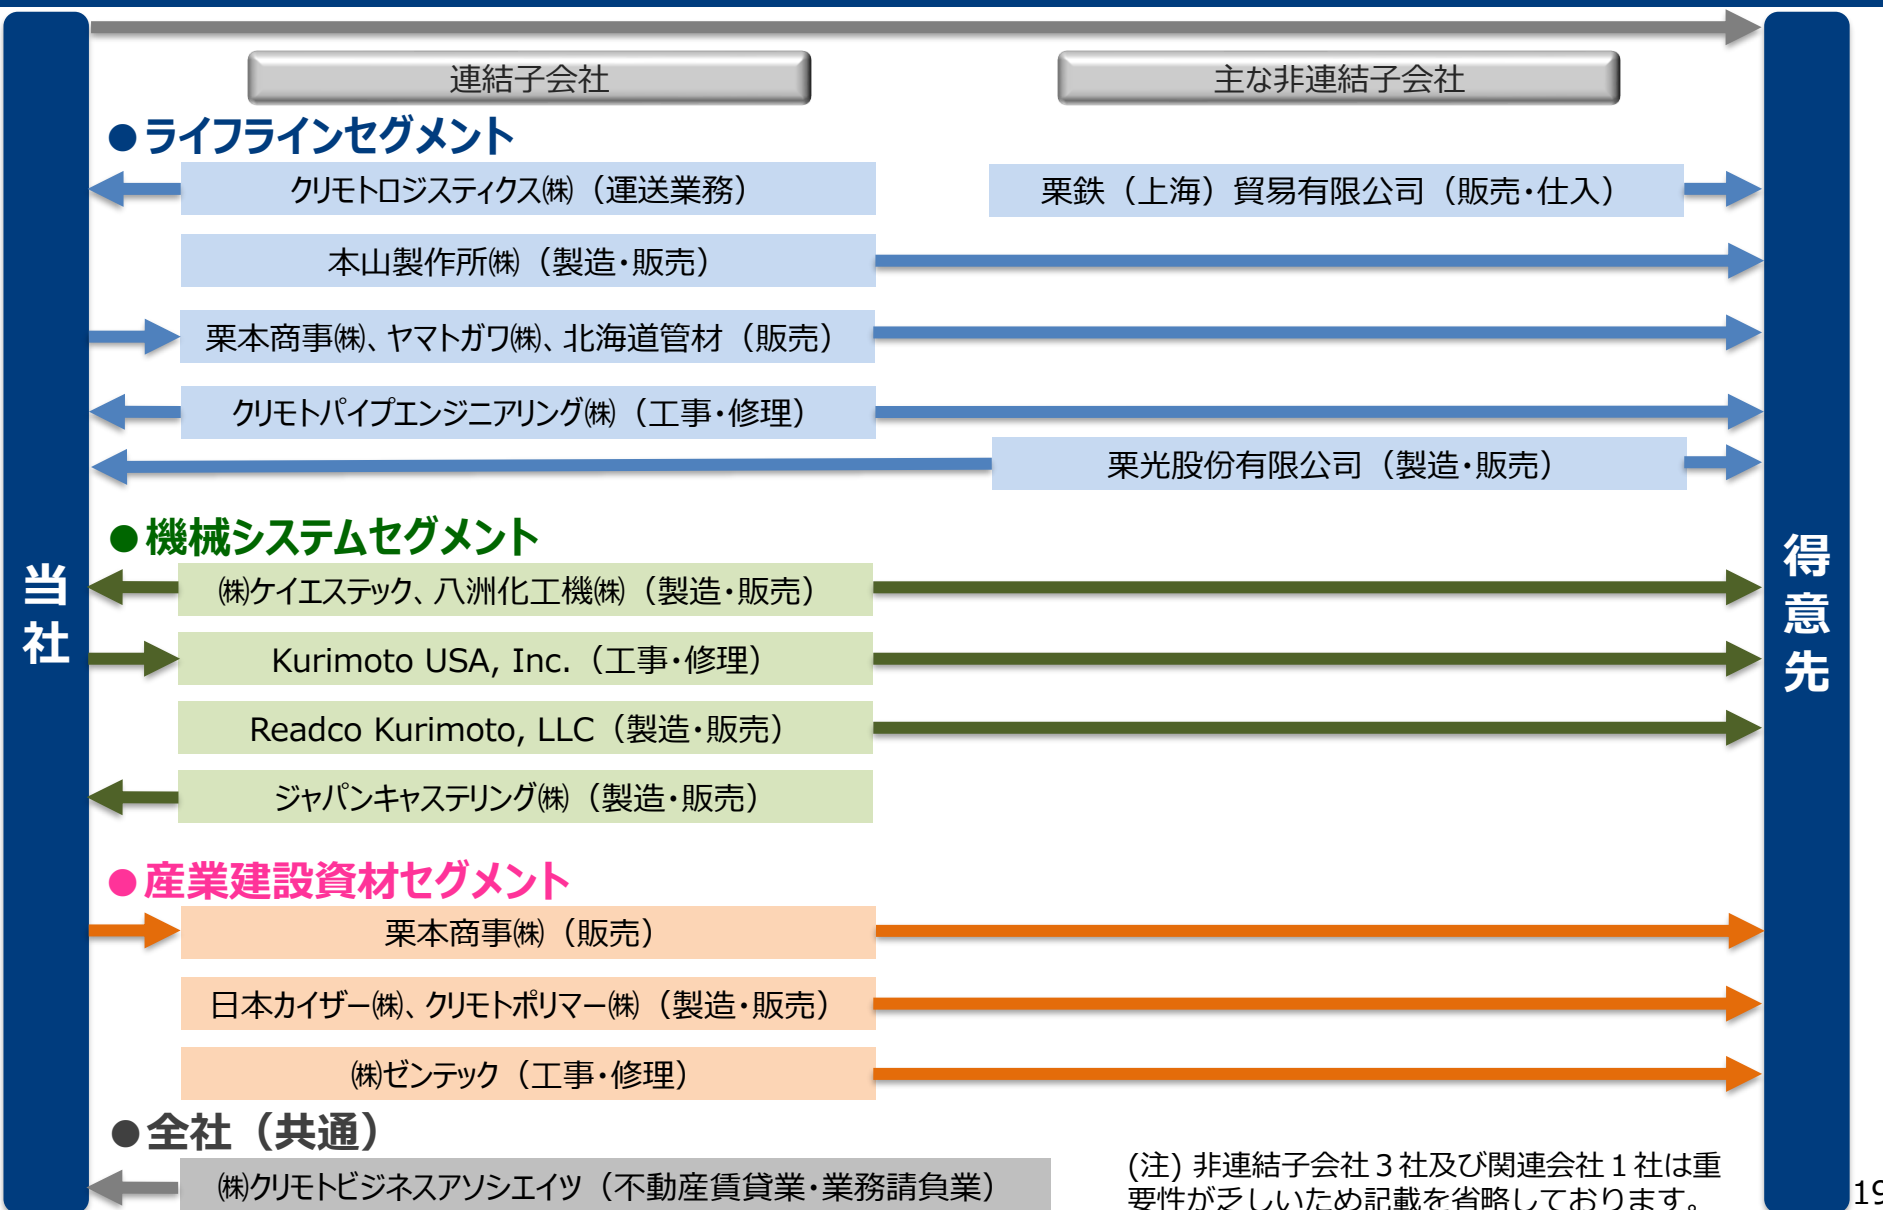 連結子会社
主な非連結子会社
●ライフラインセグメント
クリモトロジスティクス㈱（運送業務）
栗鉄（上海）貿易有限公司（販売・仕入）
本山製作所㈱（製造・販売）
栗本商事㈱、ヤマトガワ㈱、北海道管材（販売）
クリモトパイプエンジニアリング㈱（工事・修理）
栗光股份有限公司（製造・販売）
●機械システムセグメント
当社
得意先
㈱ケイエステック、八洲化工機㈱（製造・販売）
Kurimoto USA, Inc.（工事・修理）
Readco Kurimoto, LLC（製造・販売）
ジャパンキャステリング㈱（製造・販売）
●産業建設資材セグメント
栗本商事㈱（販売）
日本カイザー㈱、クリモトポリマー㈱（製造・販売）
㈱ゼンテック（工事・修理）
●全社（共通）
㈱クリモトビジネスアソシエイツ（不動産賃貸業・業務請負業）
(注) 非連結子会社３社及び関連会社１社は重
要性が乏しいため記載を省略しております。
19